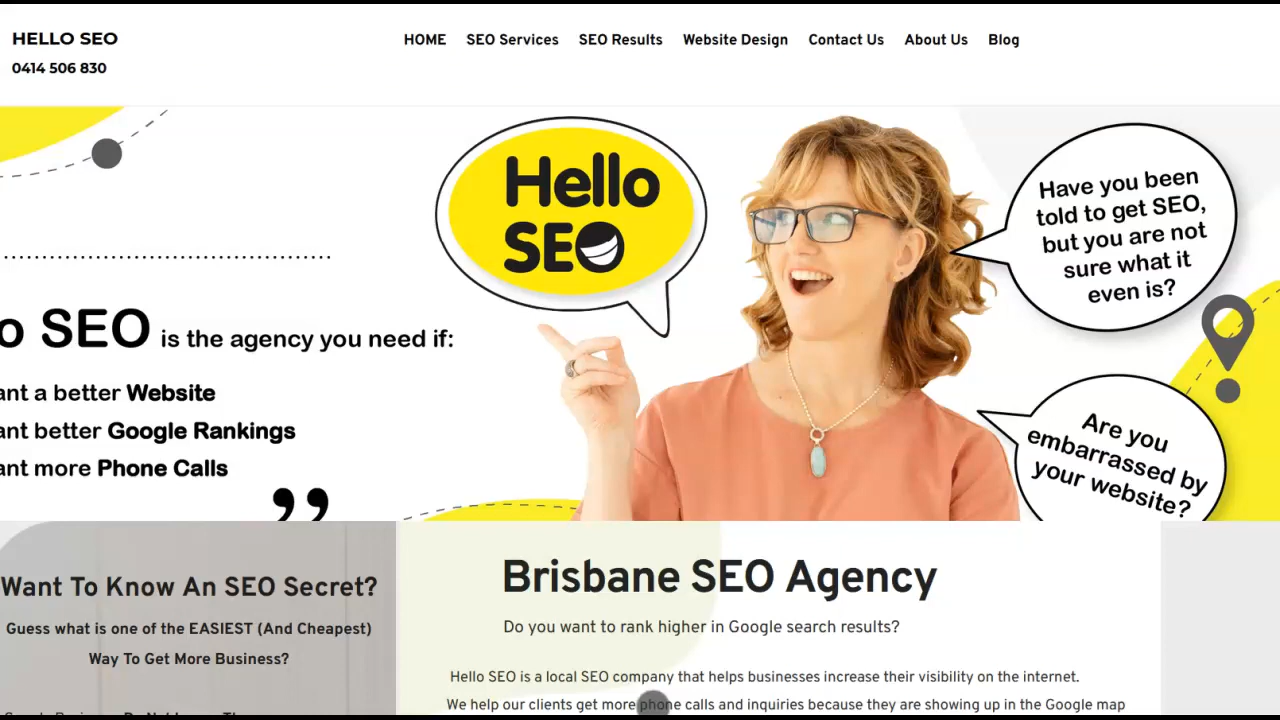 HELLO SEO
0414 506 830
HOME SEO Services SEO Results Website Design Contact Us About Us Blog
Hello
SEO
Have you been
told to get SEO,
but you are not
sure what it
even is?
o SEO is the agency you need if:
ant a better Website
ant better Google Rankings
ant more Phone Calls
Are you
embarrassed by
your website?
Want To Know An SEO Secret?
Guess what is one of the EASIEST (And Cheapest)
Way To Get More Business?
Brisbane SEO Agency
Do you want to rank higher in Google search results?
Hello SEO is a local SEO company that helps businesses increase their visibility on the internet.
We help our clients get more phone calls and inquiries because they are showing up in the Google map